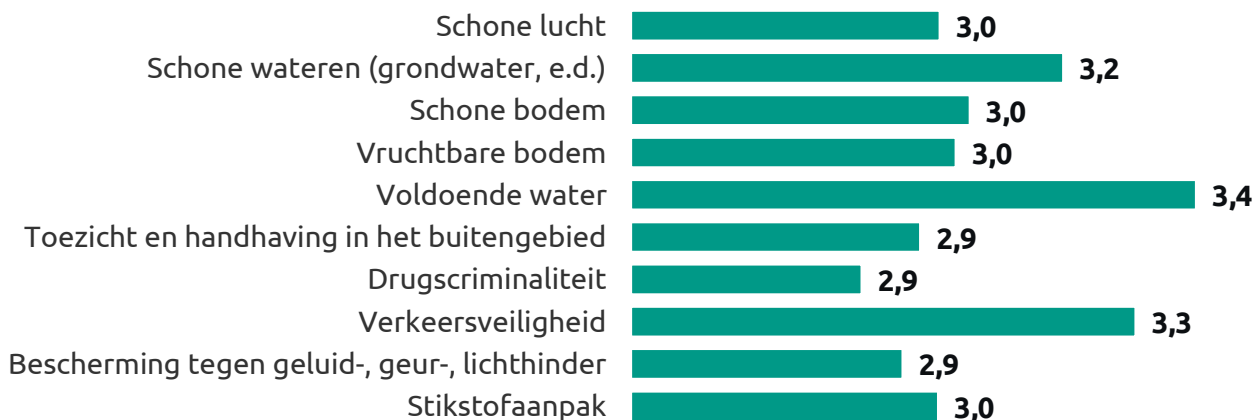 Schone lucht 3,0
Schone wateren (grondwater, e.d.) 3,2
Schone bodem 3,0
Vruchtbare bodem 3,0
Voldoende water 3,4
Toezicht en handhaving in het buitengebied 2,9
Drugscriminaliteit 2,9
Verkeersveiligheid 3,3
Bescherming tegen geluid-, geur-, lichthinder 2,9
Stikstofaanpak 3,0